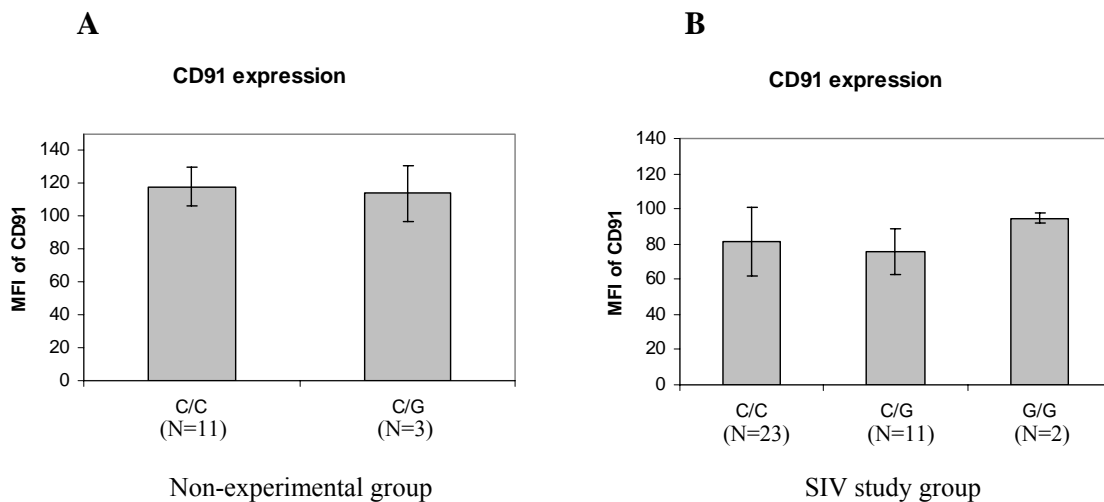 A
CD91 expression
MFI of CD91
140
120
100
80
60
40
20
0
C/C
(N=11)
C/G
(N=3)
Non-experimental group
B
CD91 expression
MFI of CD91
140
120
100
80
60
40
20
0
C/C
(N=23)
C/G
(N=11)
G/G
(N=2)
SIV study group